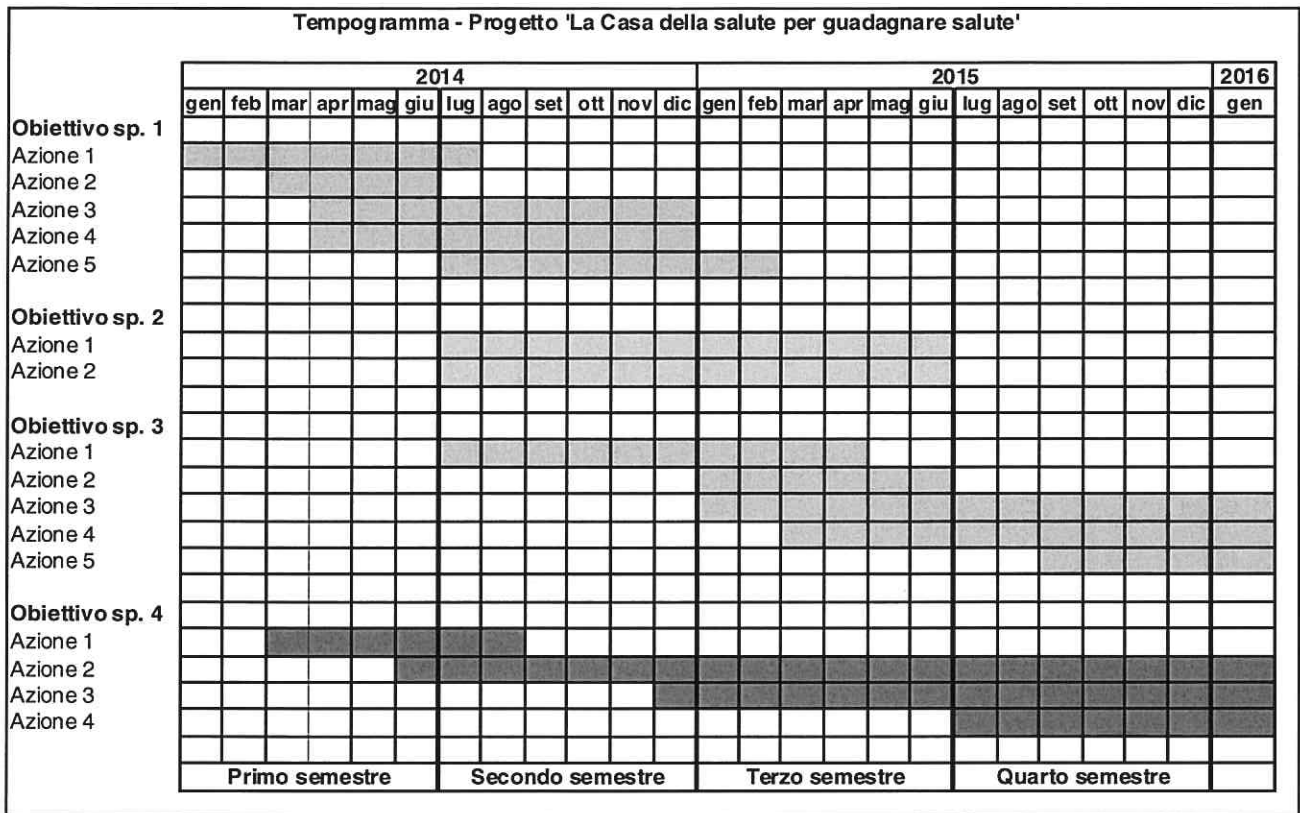 Tempogramma - Progetto 'La Casa della salute per guadagnare salute'
2014 2015 2016
gen feb mar apr mag giu lug ago set ott nov dic gen feb mar apr mag giu lug ago set ott nov dic gen
Obiettivo sp. 1
Azione 1
Azione 2
Azione 3
Azione 4
Azione 5
Obiettivo sp. 2
Azione 1
Azione 2
Obiettivo sp. 3
Azione 1
Azione 2
Azione 3
Azione 4
Azione 5
Obiettivo sp. 4
Azione 1
Azione 2
Azione 3
Azione 4
Primo semestre Secondo semestre Terzo semestre Quarto semestre